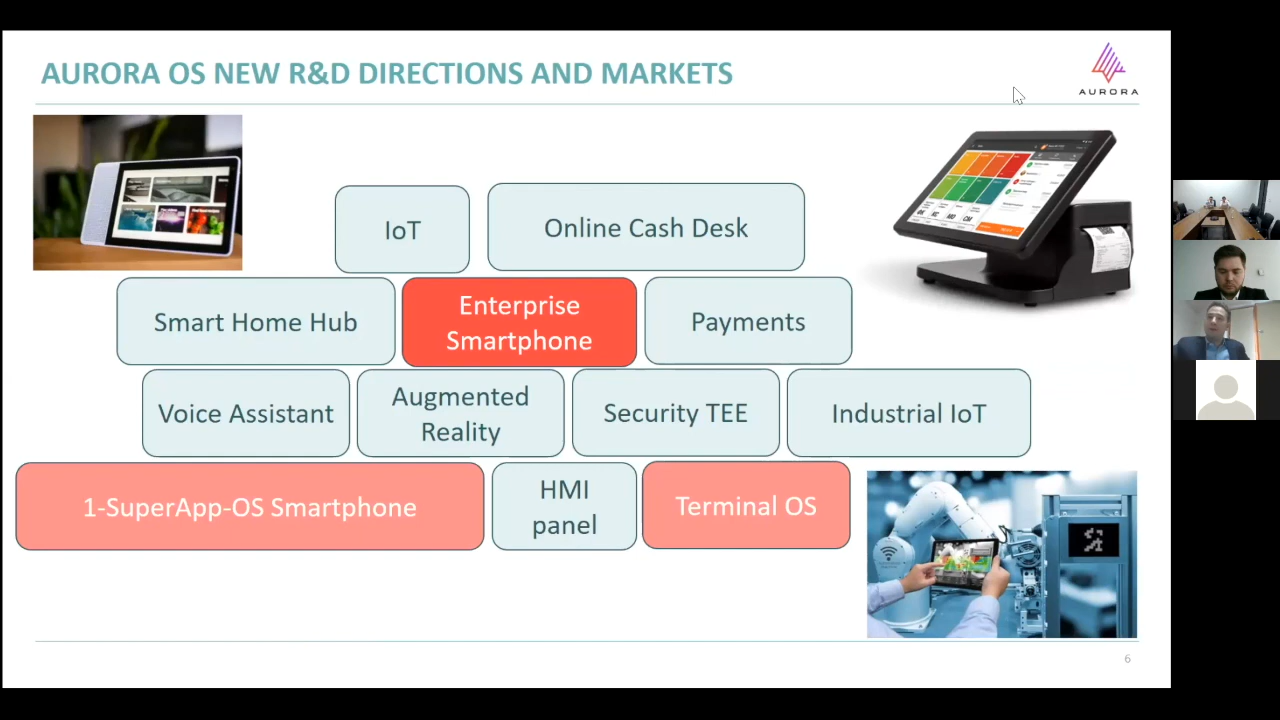 AURORA OS NEW R&D DIRECTIONS AND MARKETS
AURORA
IoT
Online Cash Desk
Smart Home Hub
Enterprise
Smartphone
Payments
Voice Assistant
Augmented
Reality
Security TEE
Industrial IoT
1-SuperApp-OS Smartphone
HMI
panel
Terminal OS
6